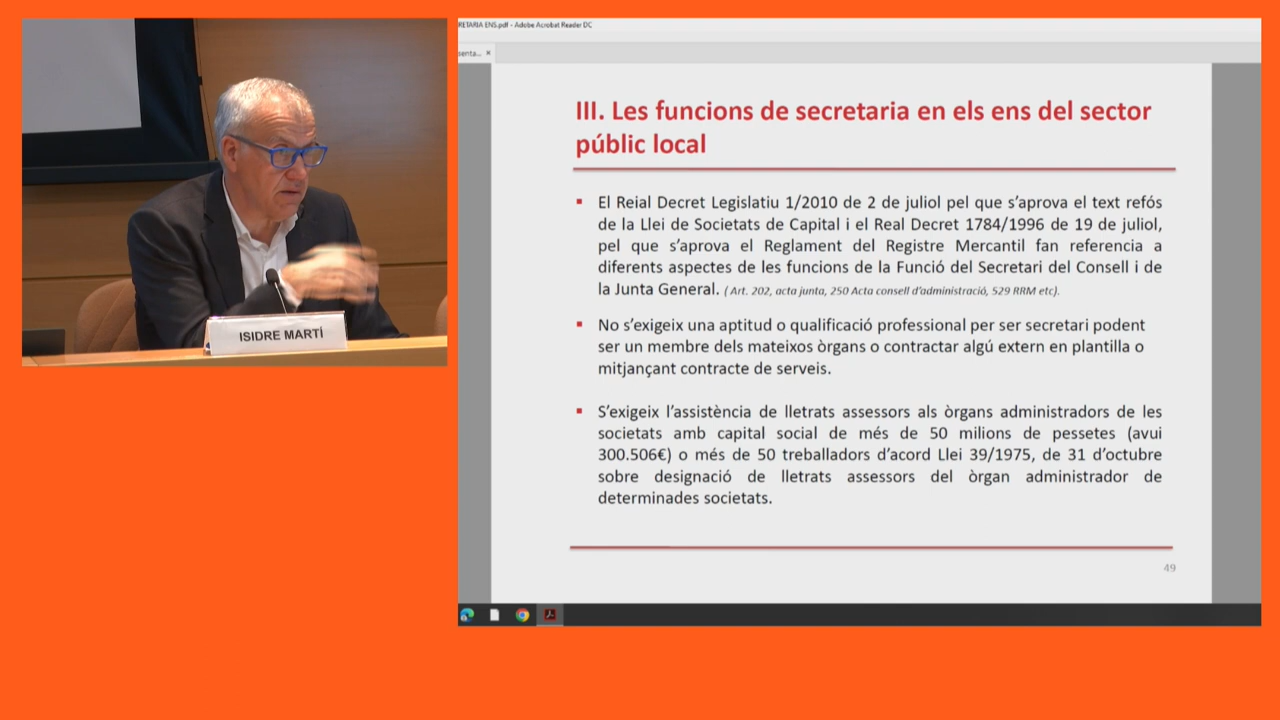 ISIDRE MARTÍ
RETARIA ENS.pdf - Adobe Acrobat Reader DC
senta...
III. Les funcions de secretaria en els ens del sector
públic local
El Reial Decret Legislatiu 1/2010 de 2 de juliol pel que s'aprova el text refós
de la Llei de Societats de Capital i el Real Decret 1784/1996 de 19 de juliol,
pel que s'aprova el Reglament del Registre Mercantil fan referencia a
diferents aspectes de les funcions de la Funció del Secretari del Consell i de
la Junta General. ( Art. 202, acta junta, 250 Acta consell d'administració, 529 RRM etc).
No s'exigeix una aptitud o qualificació professional per ser secretari podent
ser un membre dels mateixos òrgans o contractar algú extern en plantilla o
mitjançant contracte de serveis.
S'exigeix l'assistència de lletrats assessors als òrgans administradors de les
societats amb capital social de més de 50 milions de pessetes (avui
300.506€) o més de 50 treballadors d'acord Llei 39/1975, de 31 d'octubre
sobre designació de lletrats assessors del òrgan administrador de
determinades societats.
49